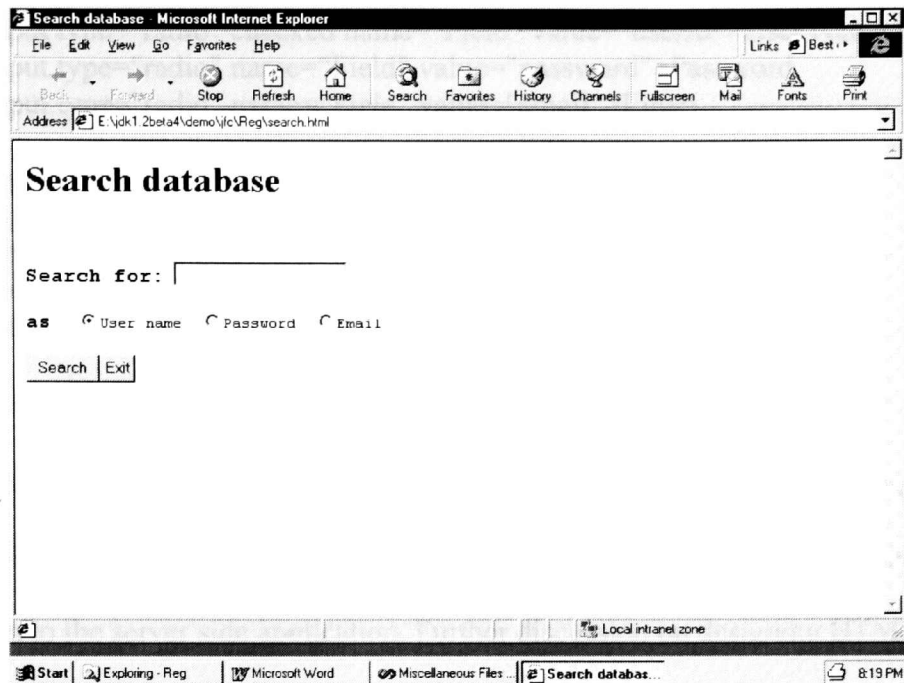 Search database - Microsoft Internet Explorer
File Edit View Go Favorites Help
Links Best
Back Forward Stop Refresh Home Search Favorites History Channels Fullscreen Mail Fonts Print
Address E:\jdk1.2beta4\demo\jfc\Reg\search.html
Search database
Search for:
as User name Password Email
Search Exit
Local intranet zone
Start Exploring - Reg Microsoft Word Miscellaneous Files ... Search databas... 8:19 PM